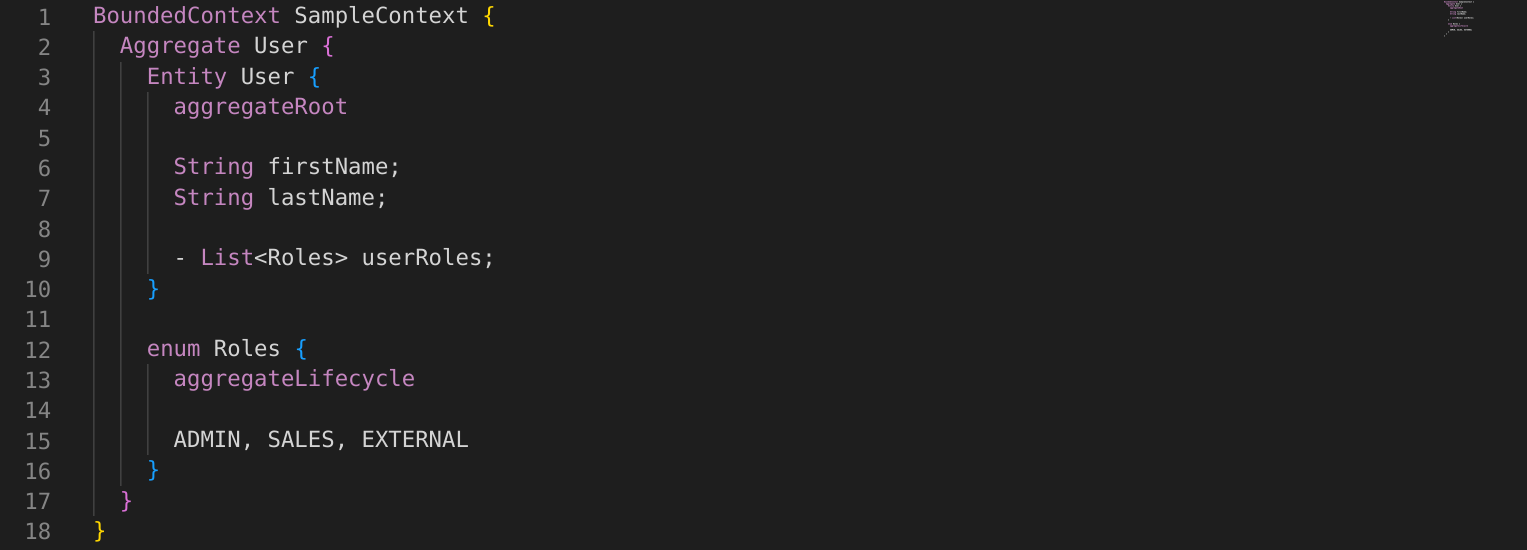 1 BoundedContext SampleContext {
2 Aggregate User {
3 Entity User {
4 aggregateRoot
5
6 String firstName;
7 String lastName;
8
9 - List<Roles> userRoles;
10 }
11
12 enum Roles {
13 aggregateLifecycle
14
15 ADMIN, SALES, EXTERNAL
16 }
17 }
18 }